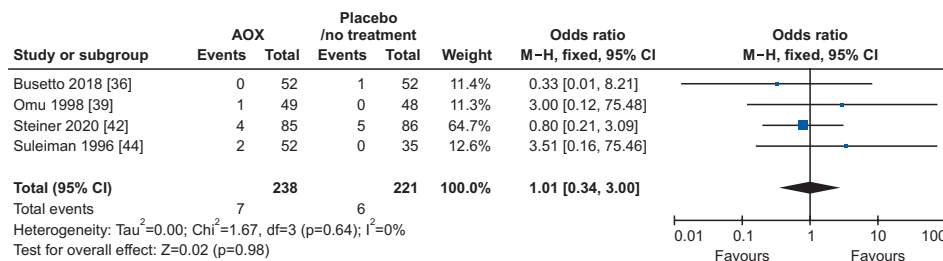 AOX Placebo /no treatment Odds ratio Odds ratio
Study or subgroup Events Total Events Total Weight M−H, fixed, 95% CI M−H, fixed, 95% CI
Busetto 2018 [36] 0 52 1 52 11.4% 0.33 [0.01, 8.21]
Omu 1998 [39] 1 49 0 48 11.3% 3.00 [0.12, 75.48]
Steiner 2020 [42] 4 85 5 86 64.7% 0.80 [0.21, 3.09]
Suleiman 1996 [44] 2 52 0 35 12.6% 3.51 [0.16, 75.46]
Total (95% CI) 238 221 100.0% 1.01 [0.34, 3.00]
Total events 7 6
Heterogeneity: Tau²=0.00; Chi²=1.67, df=3 (p=0.64); I²=0%
Test for overall effect: Z=0.02 (p=0.98)
0.01 0.1 1 10 100
Favours Favours